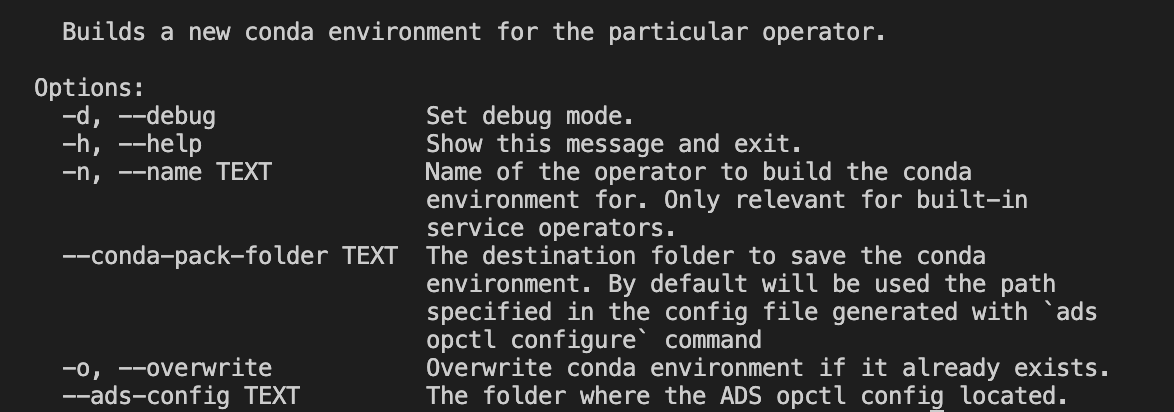 Builds a new conda environment for the particular operator.
Options:
-d, --debug Set debug mode.
-h, --help Show this message and exit.
-n, --name TEXT Name of the operator to build the conda
environment for. Only relevant for built-in
service operators.
--conda-pack-folder TEXT The destination folder to save the conda
environment. By default will be used the path
specified in the config file generated with `ads
opctl configure` command
-o, --overwrite Overwrite conda environment if it already exists.
--ads-config TEXT The folder where the ADS opctl config located.